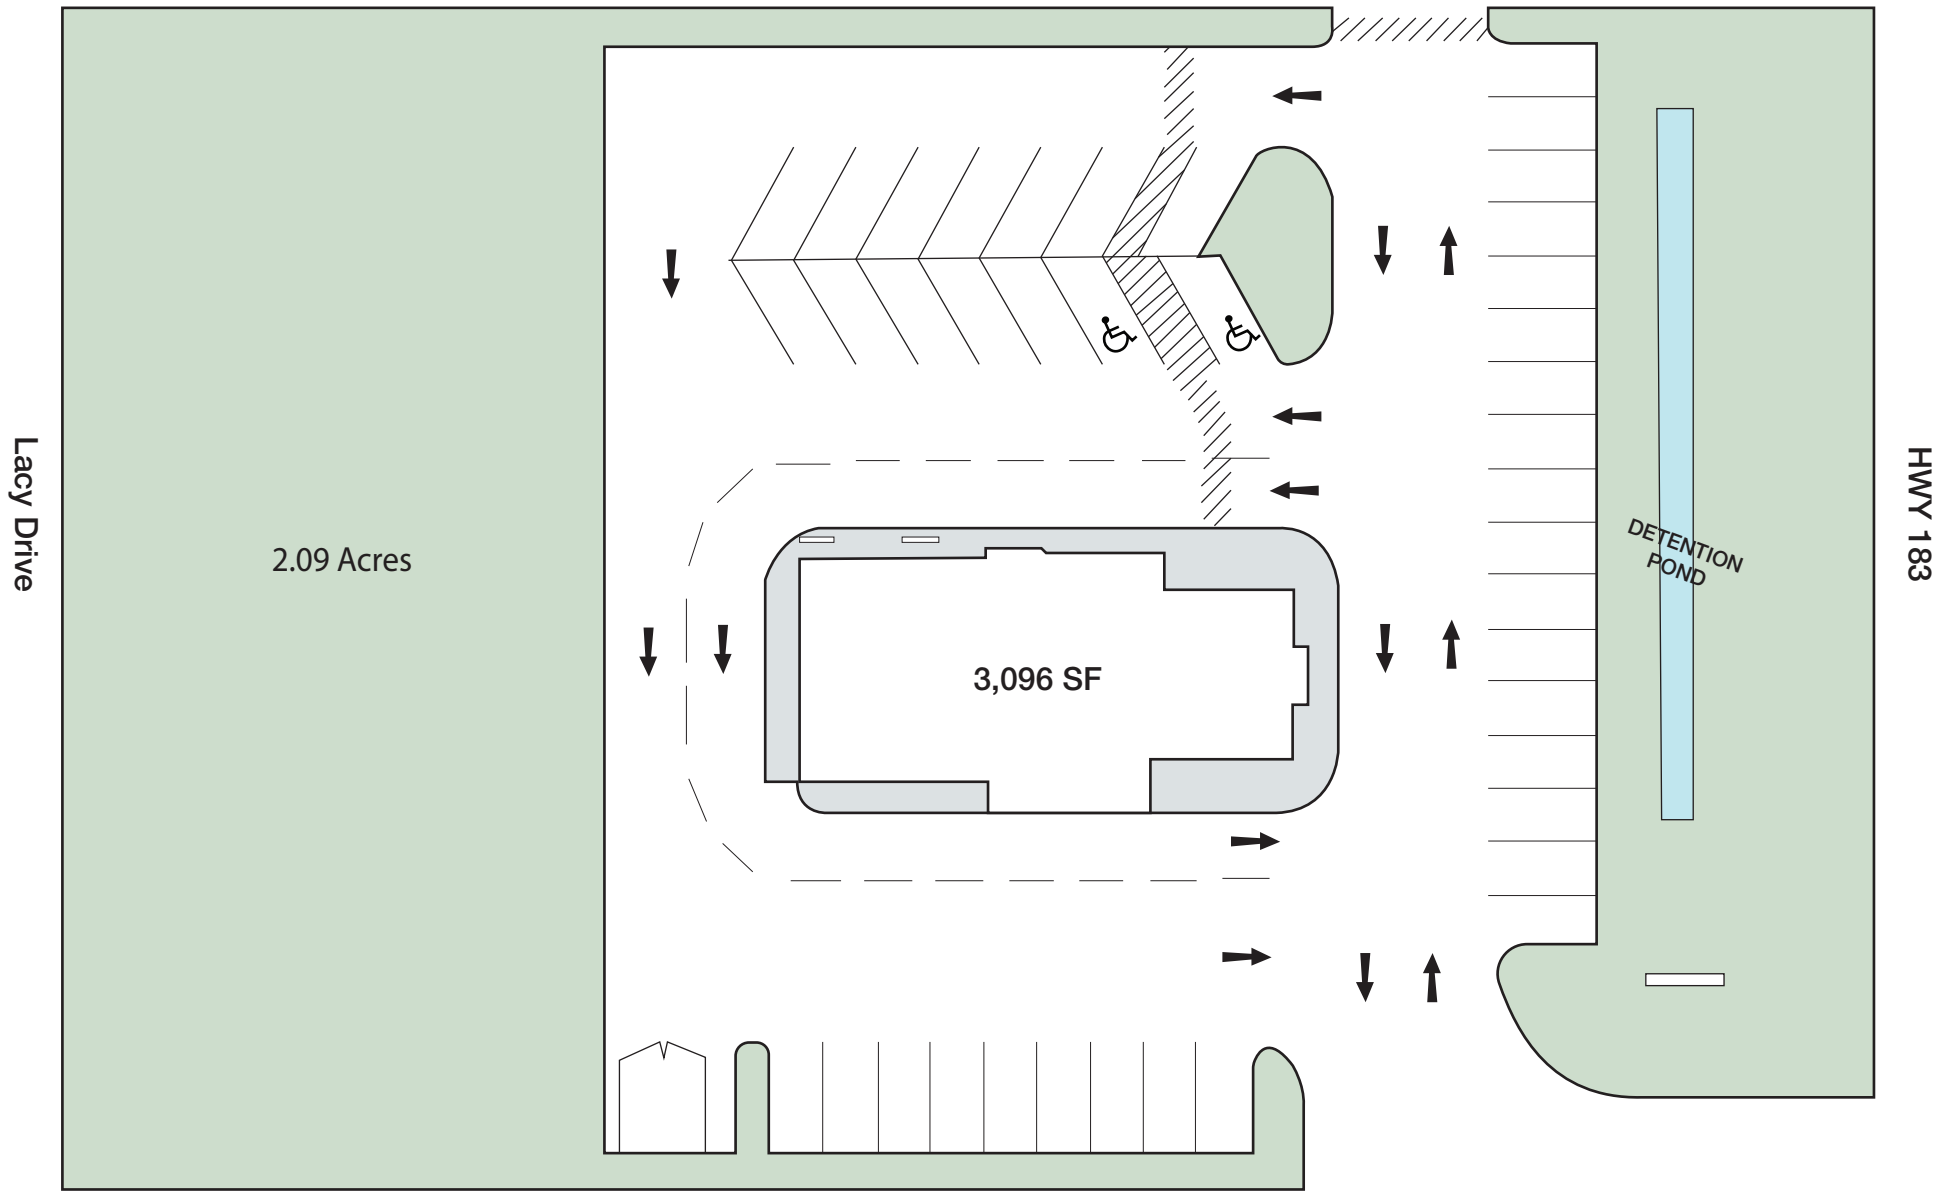 Lacy Drive
2.09 Acres
3,096 SF
DETENTION
POND
HWY 183